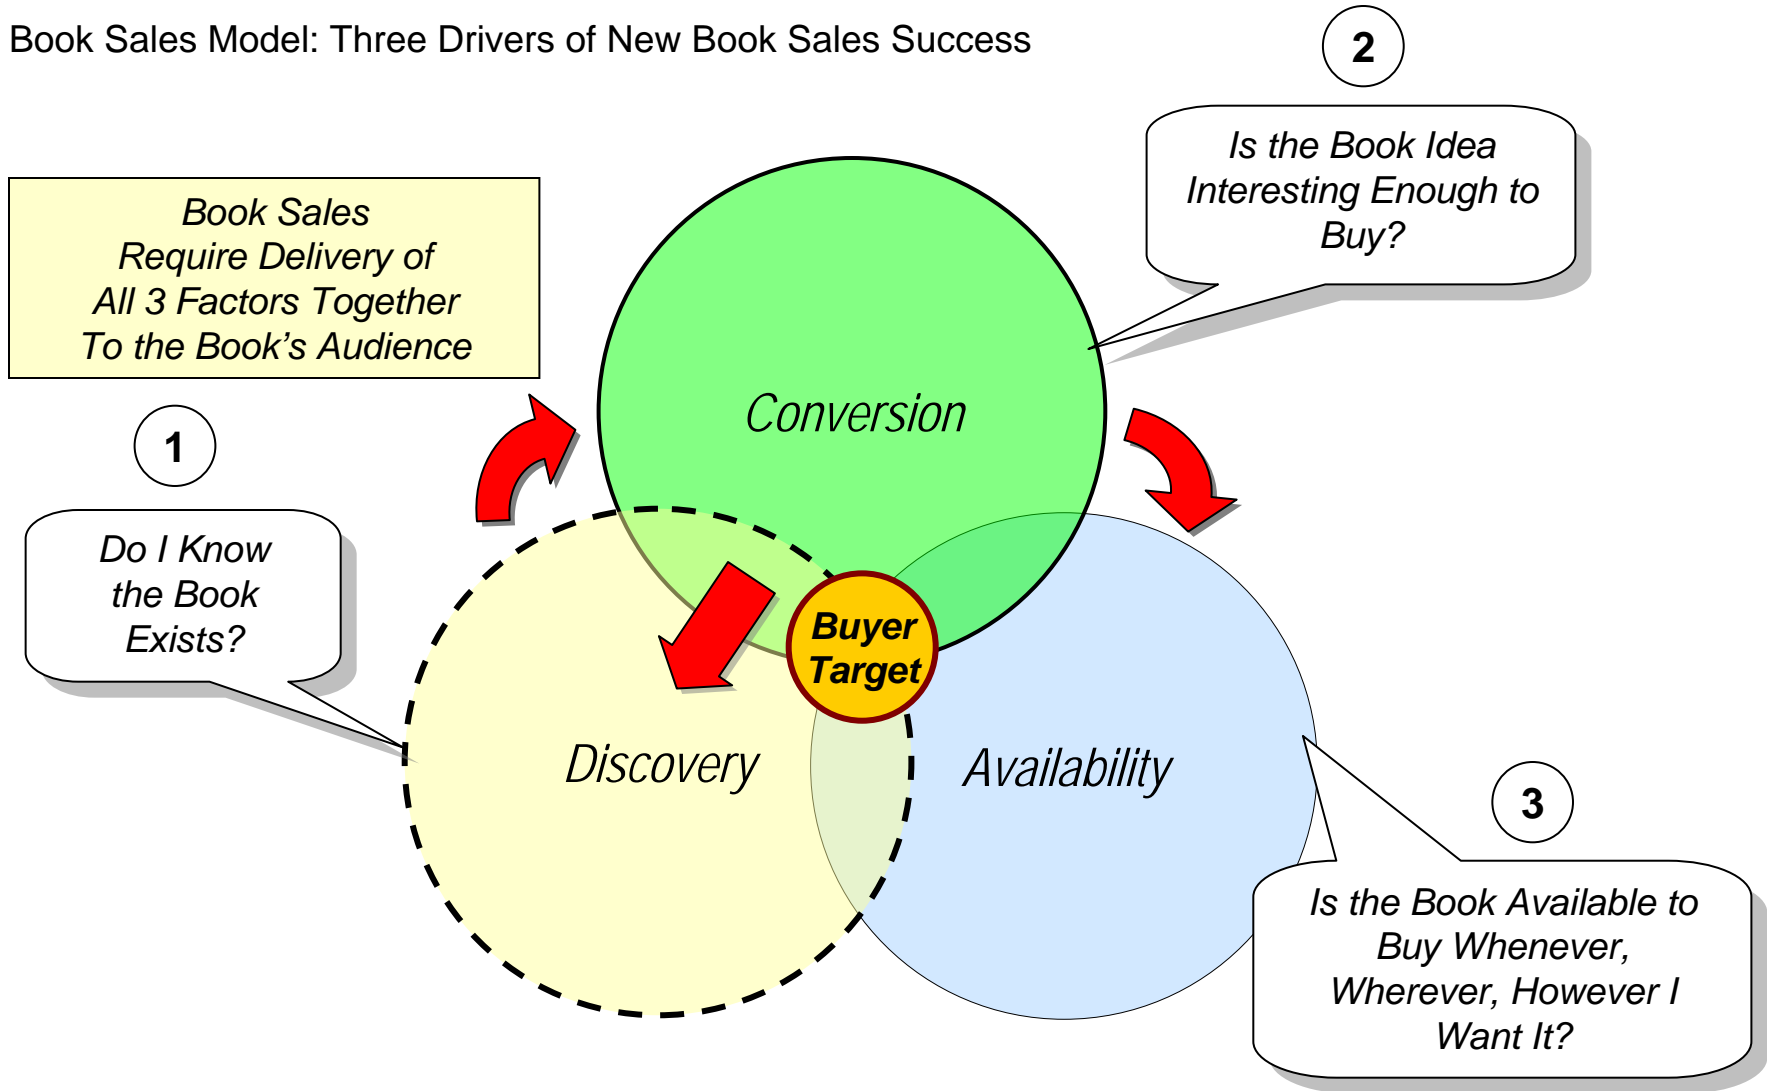 Book Sales Model: Three Drivers of New Book Sales Success
2
Is the Book Idea
Interesting Enough to
Buy?
Book Sales
Require Delivery of
All 3 Factors Together
To the Book’s Audience
Conversion
1
Do I Know
the Book
Exists?
Buyer
Target
Discovery
Availability
3
Is the Book Available to
Buy Whenever,
Wherever, However I
Want It?